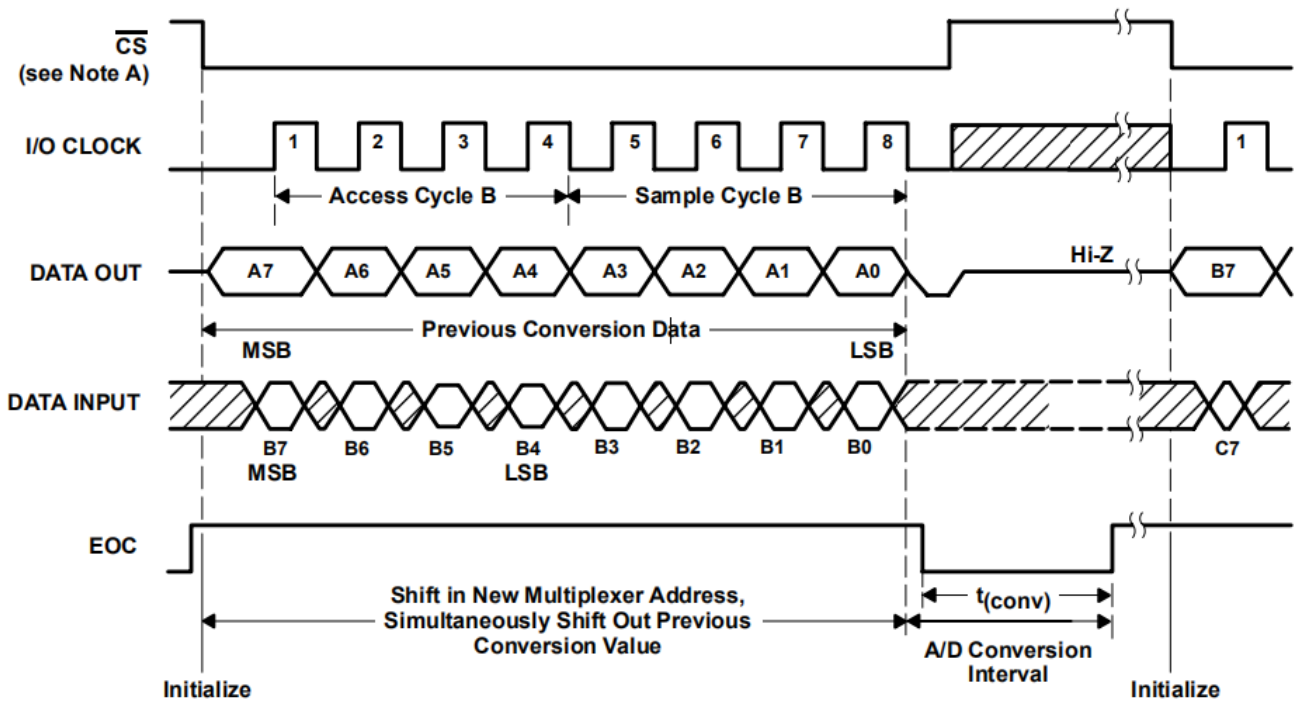 CS
(see Note A)
I/O CLOCK
1 2 3 4 5 6 7 8 1
Access Cycle B
Sample Cycle B
DATA OUT
A7 A6 A5 A4 A3 A2 A1 A0
Hi-Z
B7
Previous Conversion Data
MSB
LSB
DATA INPUT
B7 B6 B5 B4 B3 B2 B1 B0 C7
MSB
LSB
EOC
Shift in New Multiplexer Address,
Simultaneously Shift Out Previous
Conversion Value
t(conv)
A/D Conversion
Interval
Initialize
Initialize